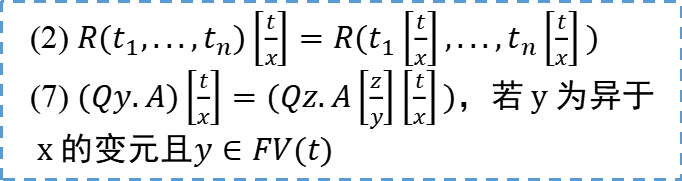 (2) R(t₁,...,tₙ)[t/x] = R(t₁[t/x],...,tₙ[t/x])
(7) (Qy.A)[t/x] = (Qz.A[z/y][t/x])，若 y 为异于
x 的变元且y ∈ FV(t)